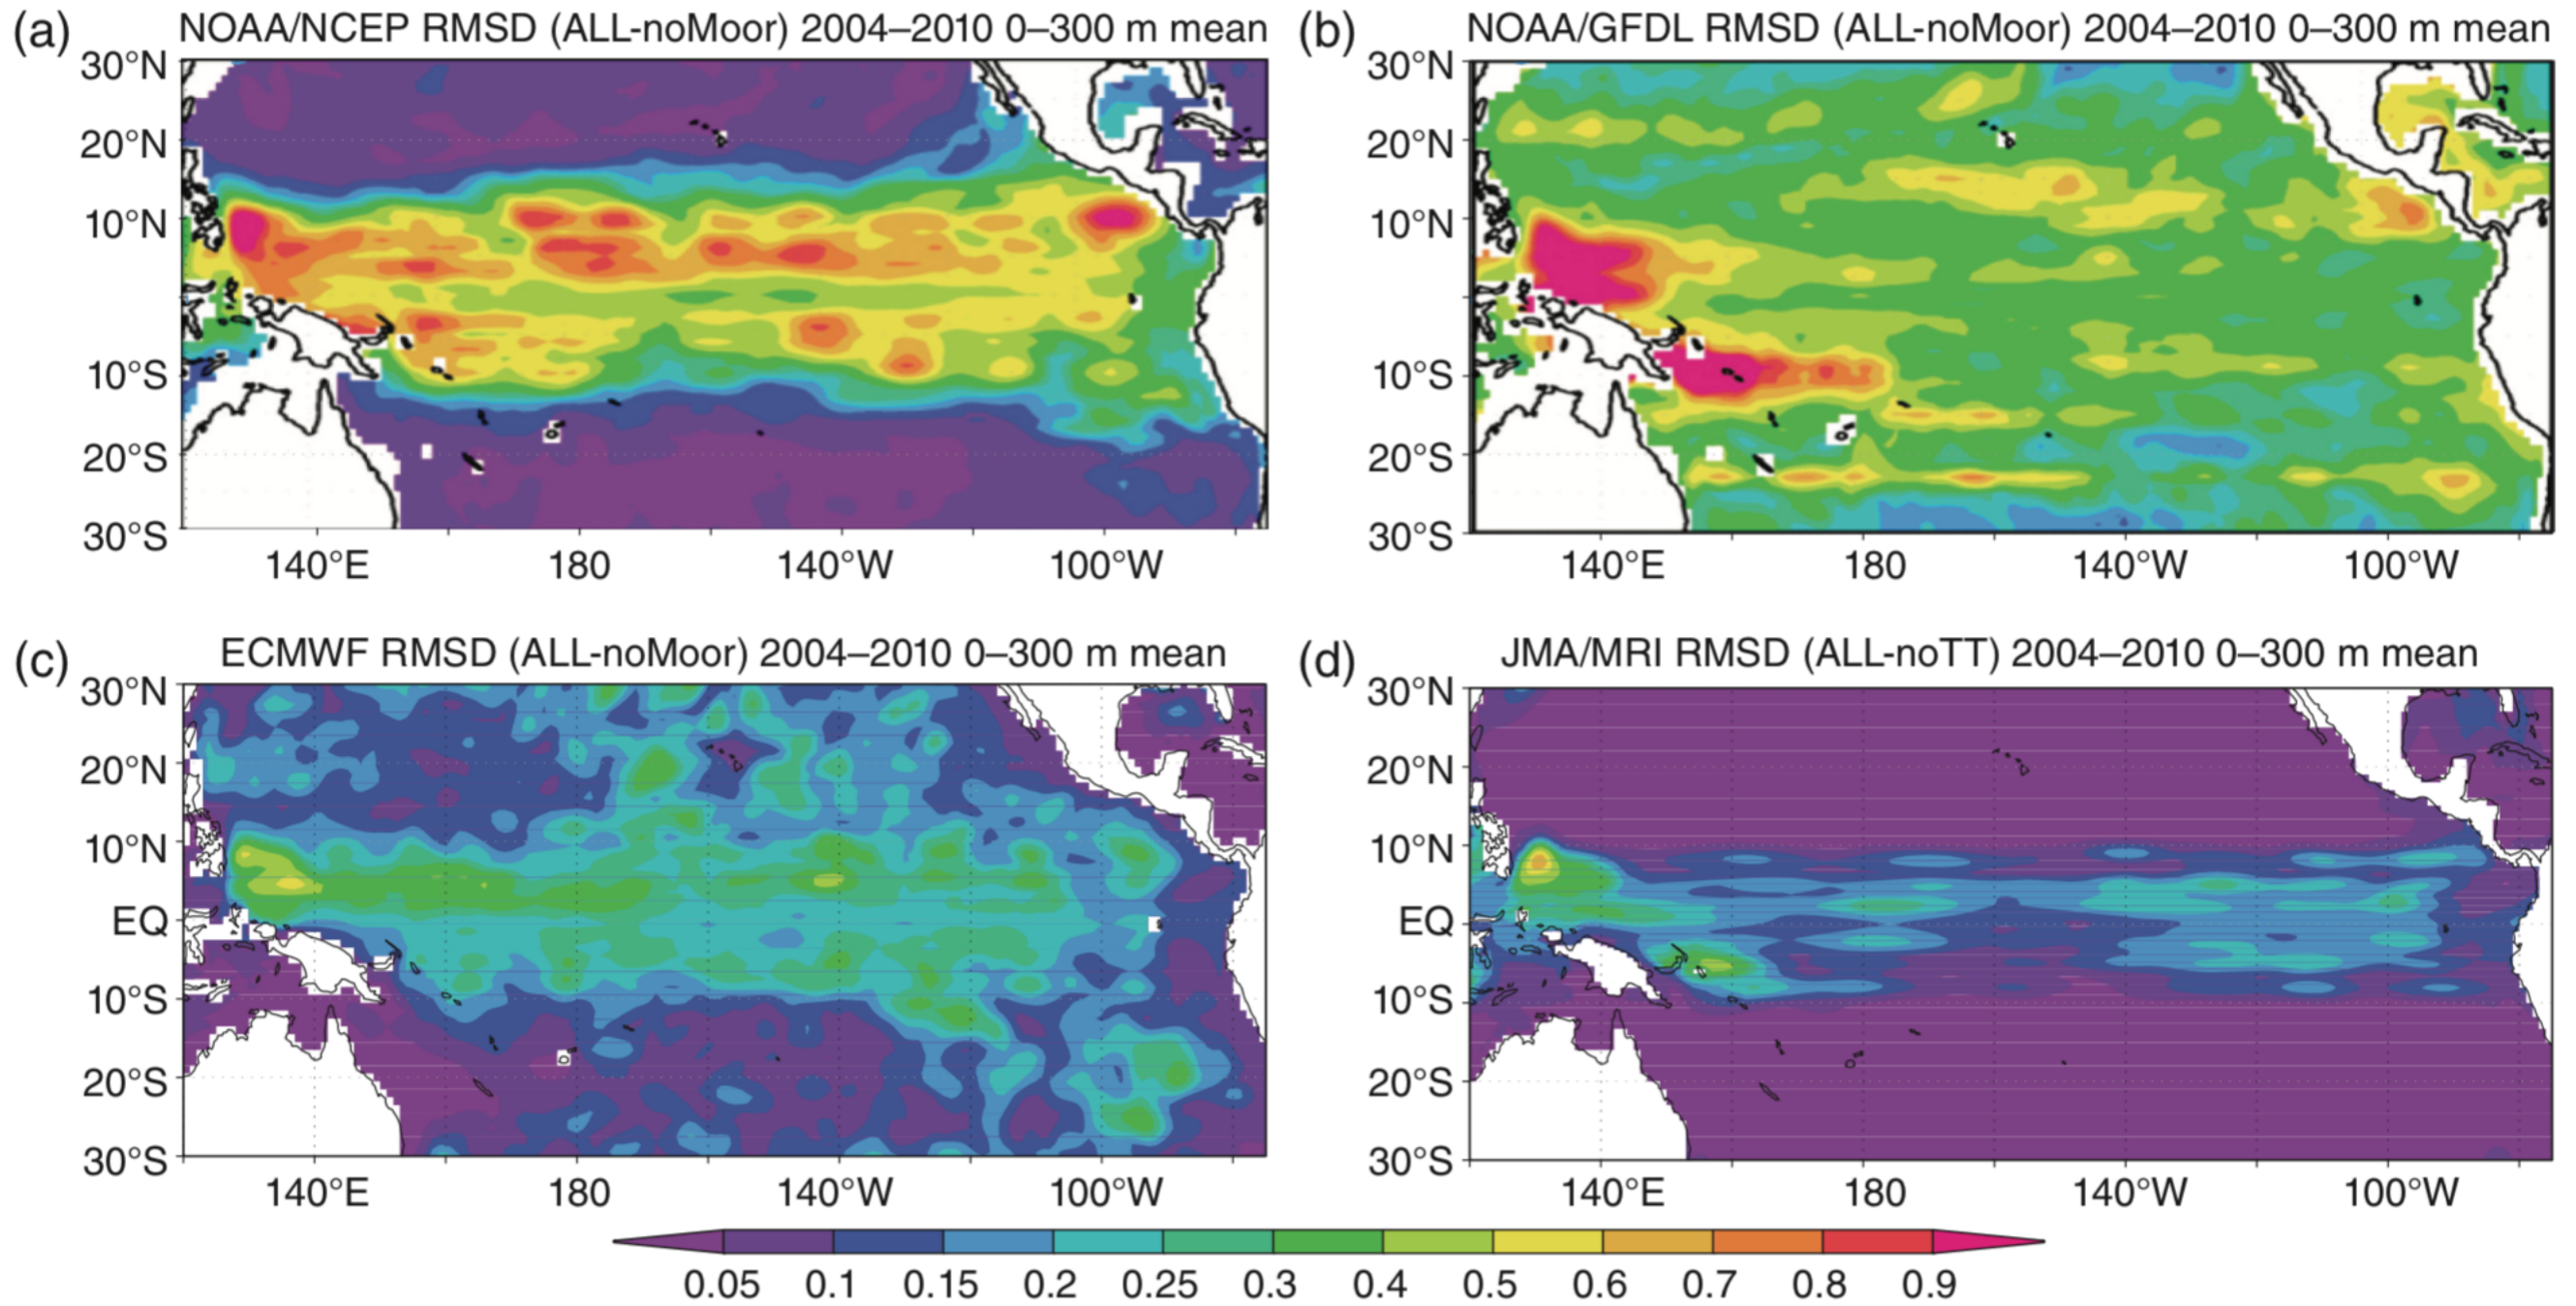 (a) NOAA/NCEP RMSD (ALL-noMoor) 2004–2010 0–300 m mean
30°N
20°N
10°N
10°S
20°S
30°S
140°E 180 140°W 100°W
(b) NOAA/GFDL RMSD (ALL-noMoor) 2004–2010 0–300 m mean
30°N
20°N
10°N
10°S
20°S
30°S
140°E 180 140°W 100°W
(c) ECMWF RMSD (ALL-noMoor) 2004–2010 0–300 m mean
30°N
20°N
10°N
EQ
10°S
20°S
30°S
140°E 180 140°W 100°W
(d) JMA/MRI RMSD (ALL-noTT) 2004–2010 0–300 m mean
30°N
20°N
10°N
EQ
10°S
20°S
30°S
140°E 180 140°W 100°W
0.05 0.1 0.15 0.2 0.25 0.3 0.4 0.5 0.6 0.7 0.8 0.9